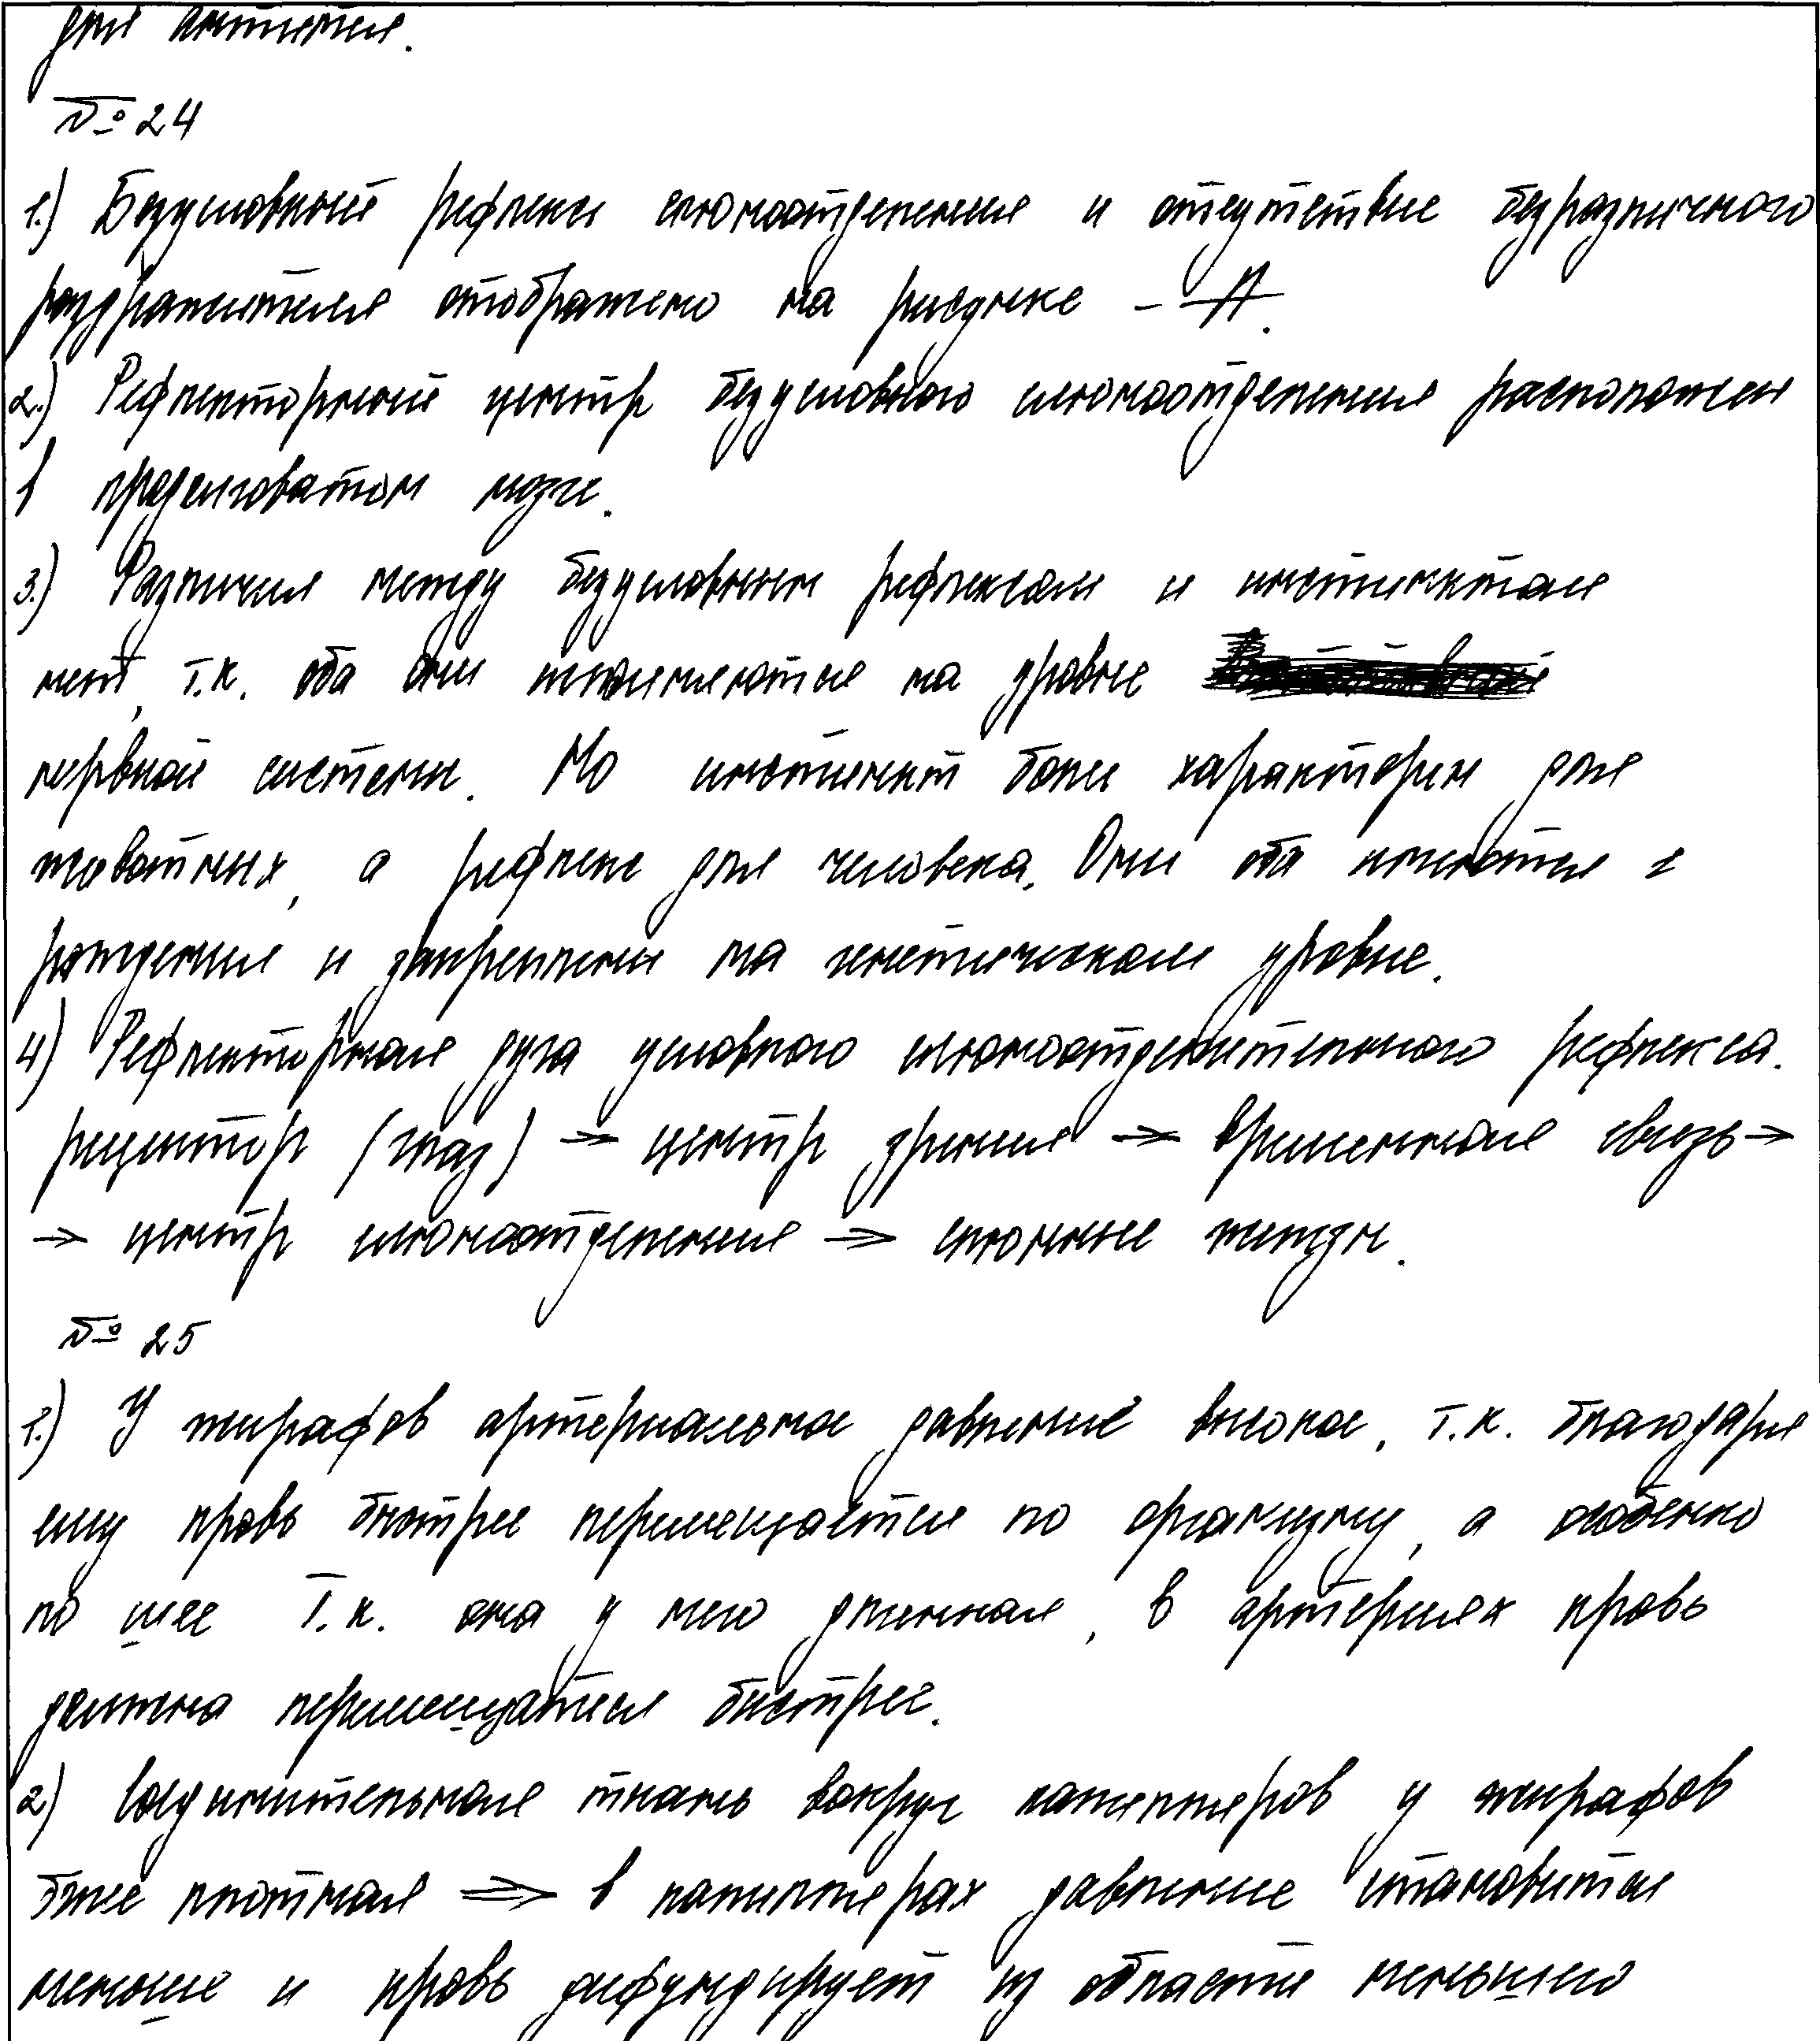 для антитела.
№ 24
1.) Безусловный рефлекс слюноотделения и отсутствие безразличного
раздражителя отображено на рисунке – А.
2.) Рефлекторный центр безусловного слюноотделения расположен
в продолговатом мозге.
3.) Различия между безусловным рефлексом и инстинктом
нет, т.к. оба они на уровне
нервной системы. Но инстинкт более характерен для
животных, а рефлекс для человека. Они оба имеются с
рождения и закреплены на генетическом уровне.
4) Рефлекторная дуга условного слюноотделительного рефлекса.
рецептор (глаз) → центр зрения → временная связь →
→ центр слюноотделения → слюнные железы.
№ 25
1.) У жирафов артериальное давление высокое, т.к. благодаря
ему кровь быстрее перемещается по организму, а особенно
по шее т.к. она у него длинная, в артериях кровь
должна перемещаться быстрее.
2) Соединительная ткань вокруг капилляров у жирафов
более плотная ⇒ в капиллярах давление становится
меньше и кровь дифундирует из области меньшего